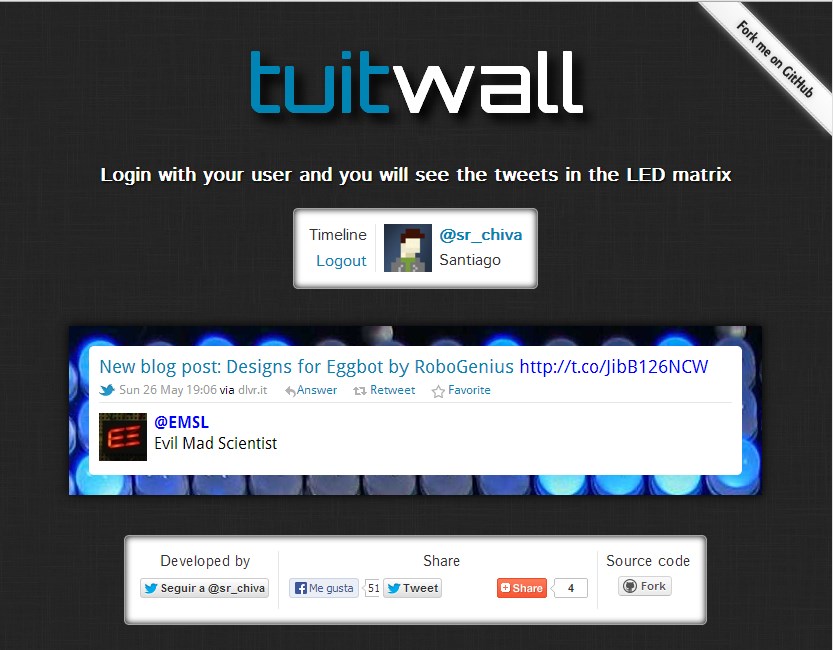 Fork me on GitHub
tuitwall
Login with your user and you will see the tweets in the LED matrix
Timeline
Logout
@sr_chiva
Santiago
New blog post: Designs for Eggbot by RoboGenius http://t.co/JibB126NCW
Sun 26 May 19:06 via dlvr.it Answer Retweet Favorite
EE
@EMSL
Evil Mad Scientist
Developed by
Seguir a @sr_chiva
Share
Me gusta 51 Tweet Share 4
Source code
Fork